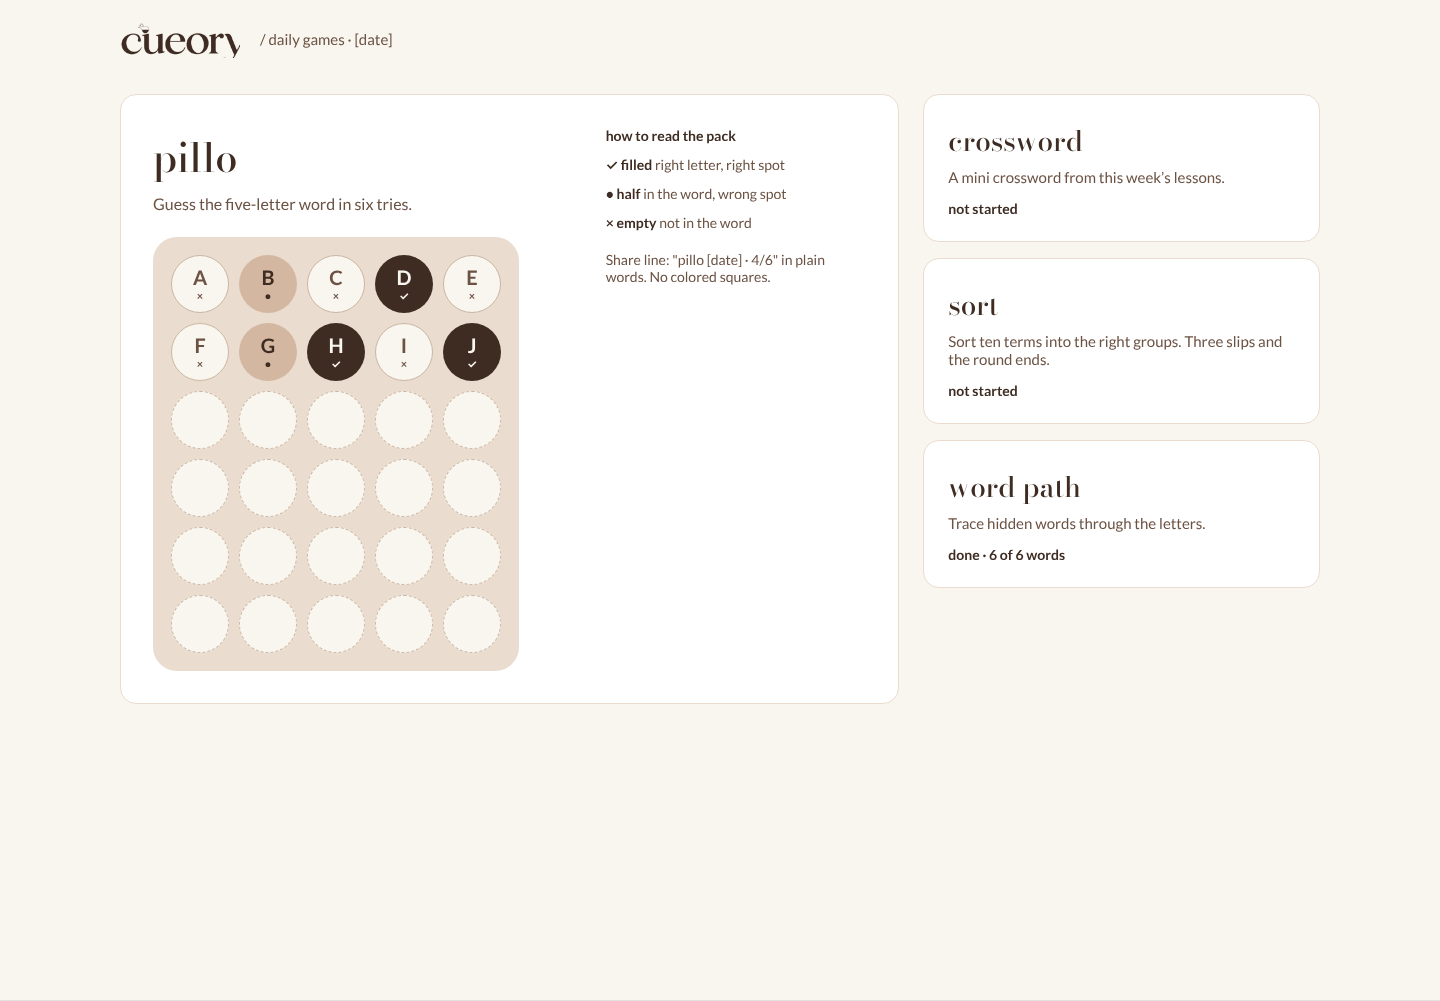 cueory / daily games · [date]
pillo
Guess the five-letter word in six tries.
A B C D E
× • × ✓ ×
F G H I J
× • ✓ × ✓
how to read the pack
✓ filled right letter, right spot
• half in the word, wrong spot
× empty not in the word
Share line: "pillo [date] · 4/6" in plain
words. No colored squares.
crossword
A mini crossword from this week’s lessons.
not started
sort
Sort ten terms into the right groups. Three slips and
the round ends.
not started
word path
Trace hidden words through the letters.
done · 6 of 6 words